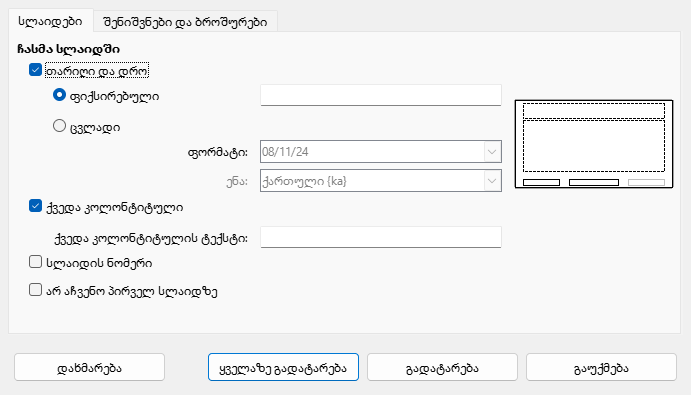 სლაიდები
შენიშვნები და ბროშურები
ჩასმა სლაიდში
თარიღი და დრო
ფიქსირებული
ცვლადი
ფორმატი:
08/11/24
ენა:
ქართული {ka}
ქვედა კოლონტიტული
ქვედა კოლონტიტულის ტექსტი:
სლაიდის ნომერი
არ აჩვენო პირველ სლაიდზე
დახმარება
ყველაზე გადატარება
გადატარება
გაუქმება